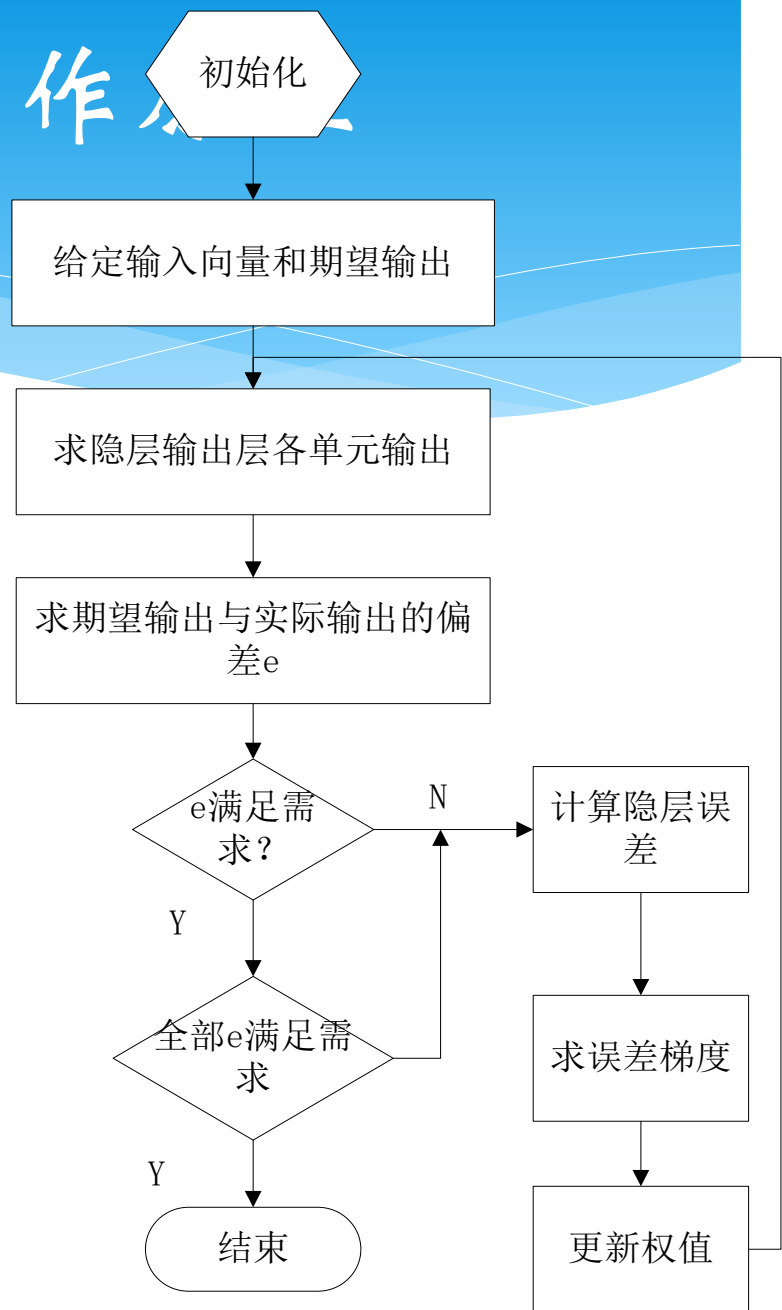 作
初始化
给定输入向量和期望输出
求隐层输出层各单元输出
求期望输出与实际输出的偏
差e
e满足需
求？
N
计算隐层误
差
Y
全部e满足需
求
求误差梯度
Y
结束
更新权值